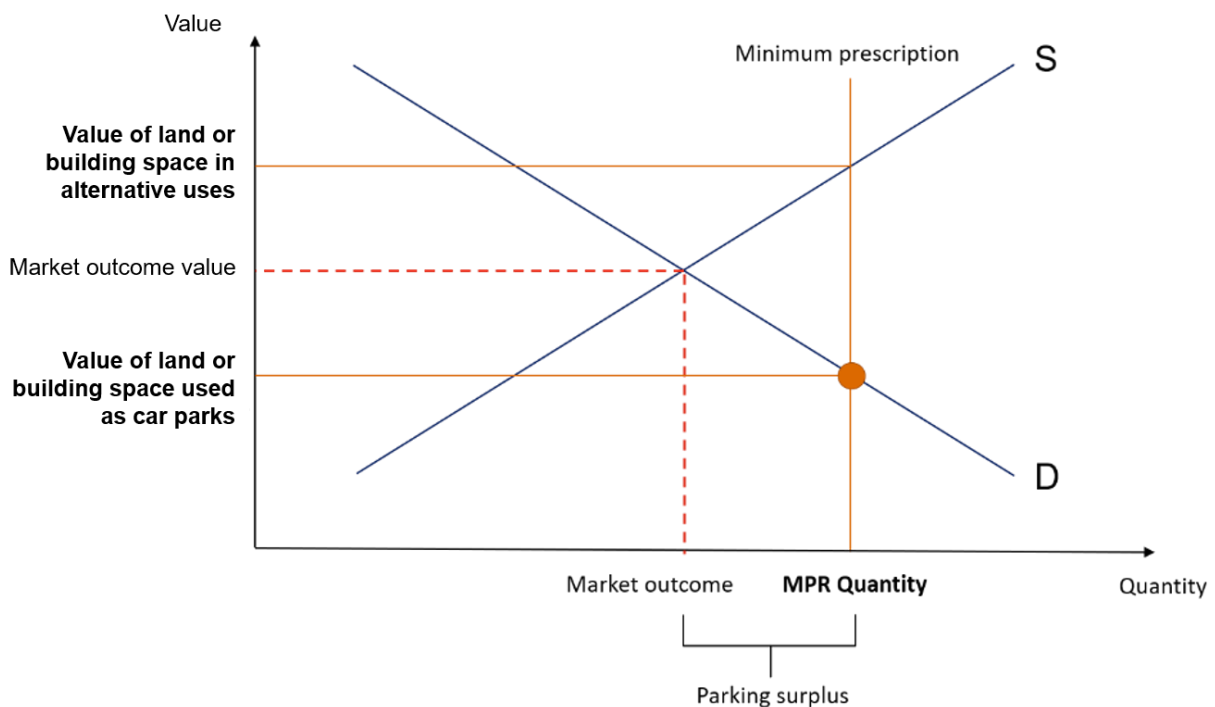 Value
Minimum prescription
S
Value of land or
building space in
alternative uses
Market outcome value
Value of land or
building space used
as car parks
D
Market outcome
MPR Quantity
Quantity
Parking surplus